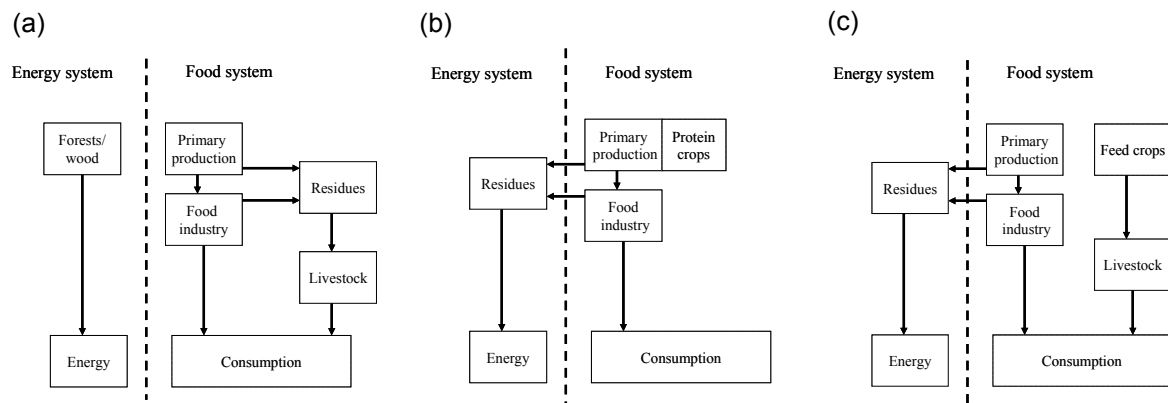 (a)
Energy system
Food system
Forests/
wood
Primary
production
Residues
Food
industry
Livestock
Energy
Consumption
(b)
Energy system
Food system
Primary
production
Protein
crops
Residues
Food
industry
Energy
Consumption
(c)
Energy system
Food system
Primary
production
Feed crops
Residues
Food
industry
Livestock
Energy
Consumption